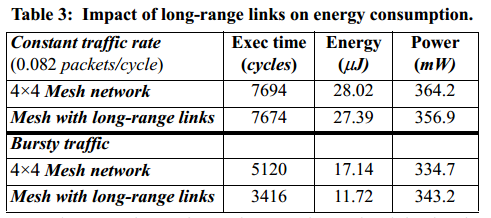 Table 3: Impact of long-range links on energy consumption.
Constant traffic rate Exec time Energy Power
(0.082 packets/cycle) (cycles) (μJ) (mW)
4×4 Mesh network 7694 28.02 364.2
Mesh with long-range links 7674 27.39 356.9
Bursty traffic
4×4 Mesh network 5120 17.14 334.7
Mesh with long-range links 3416 11.72 343.2